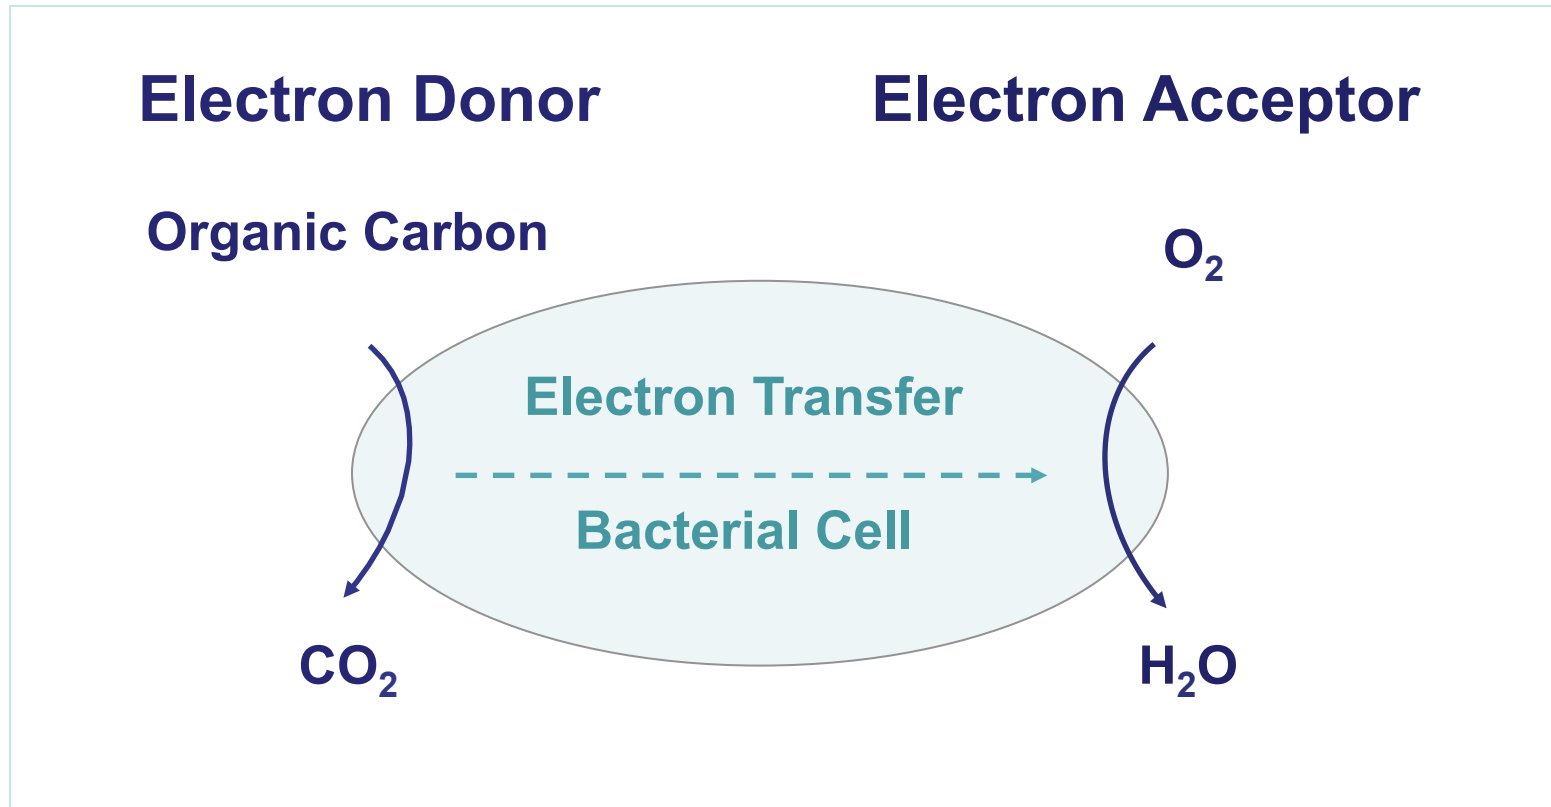 Electron Donor
Electron Acceptor
Organic Carbon
O₂
Electron Transfer
Bacterial Cell
CO₂
H₂O